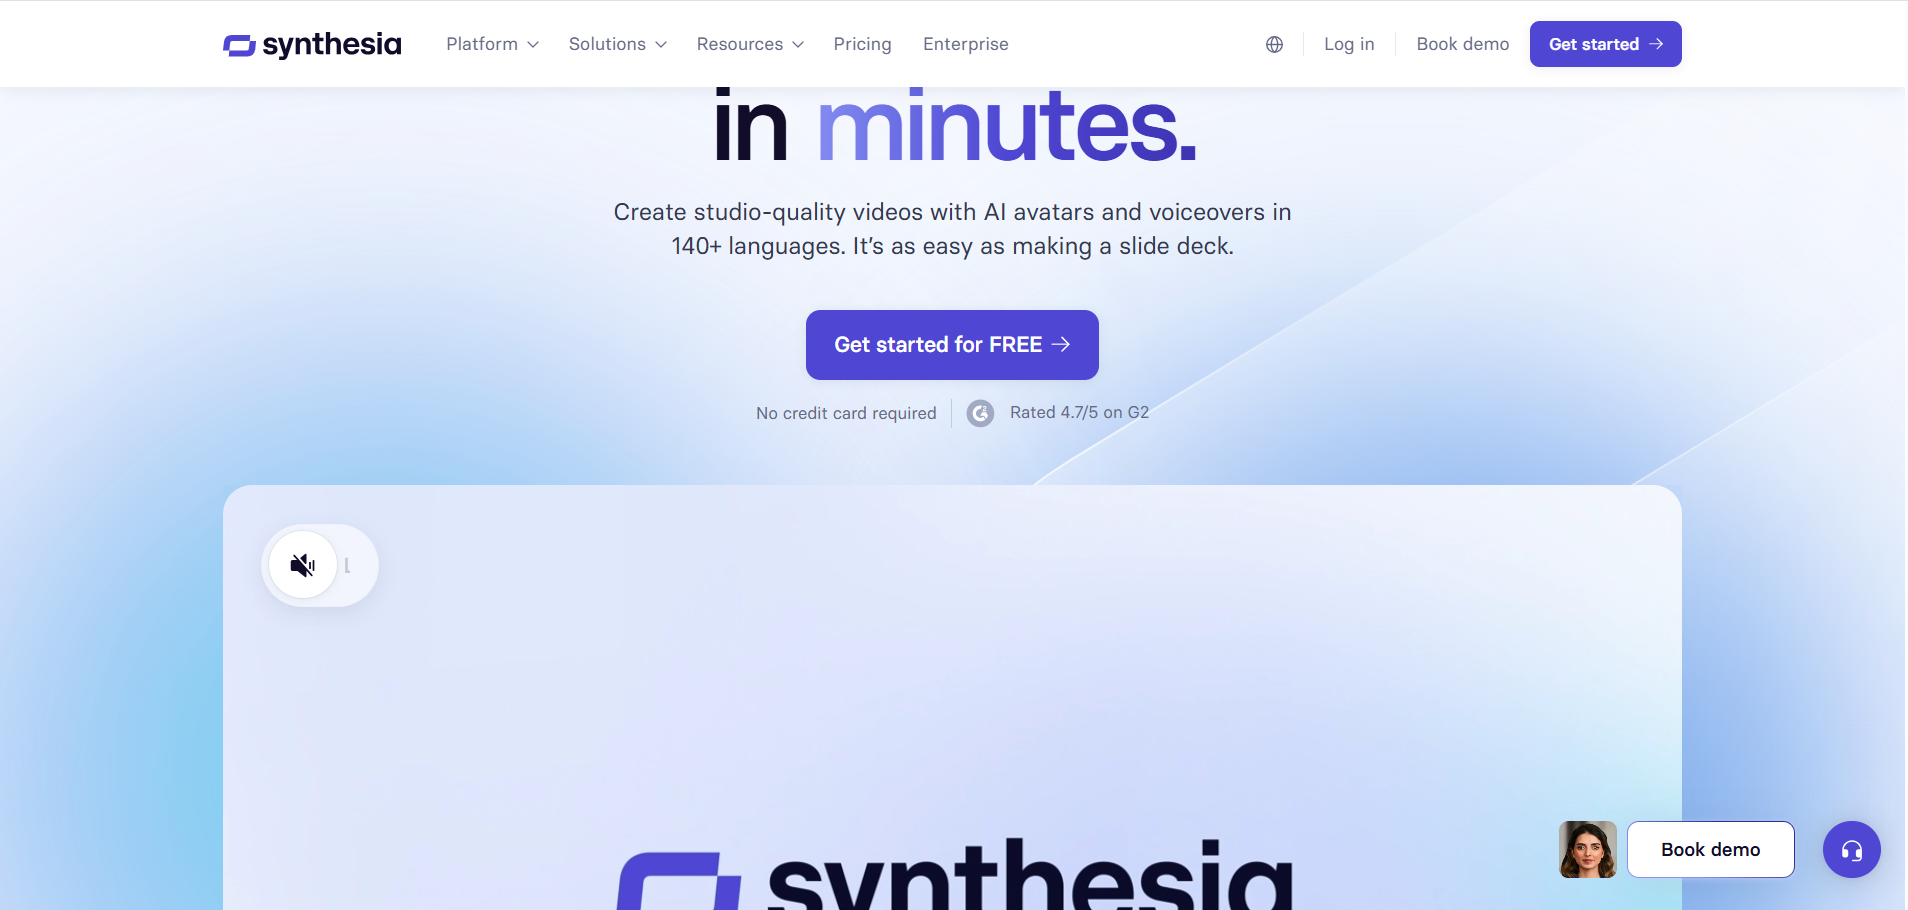 synthesia
Platform
Solutions
Resources
Pricing
Enterprise
Log in
Book demo
Get started
in minutes.
Create studio-quality videos with AI avatars and voiceovers in
140+ languages. It’s as easy as making a slide deck.
Get started for FREE
No credit card required
Rated 4.7/5 on G2
synthesia
Book demo